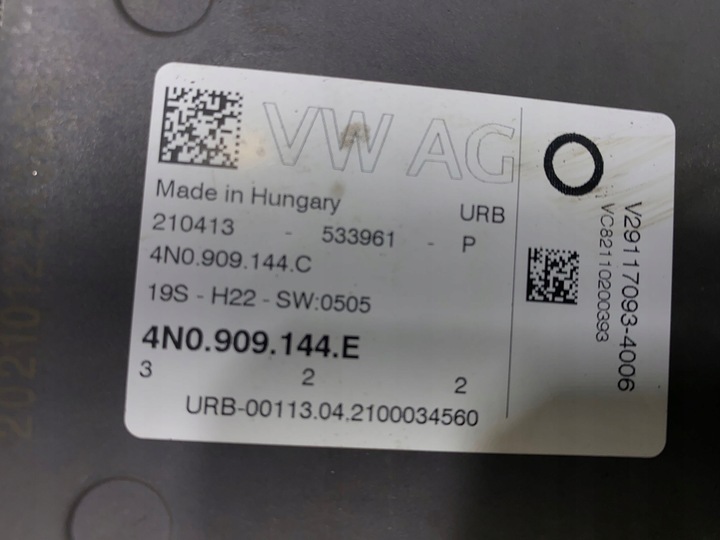 VW AG
Made in Hungary
URB
210413 - 533961 - P
4N0.909.144.C
19S - H22 - SW:0505
4N0.909.144.E
3 2 2
URB-00113.04.2100034560
V29117093-4006
VC82110200393